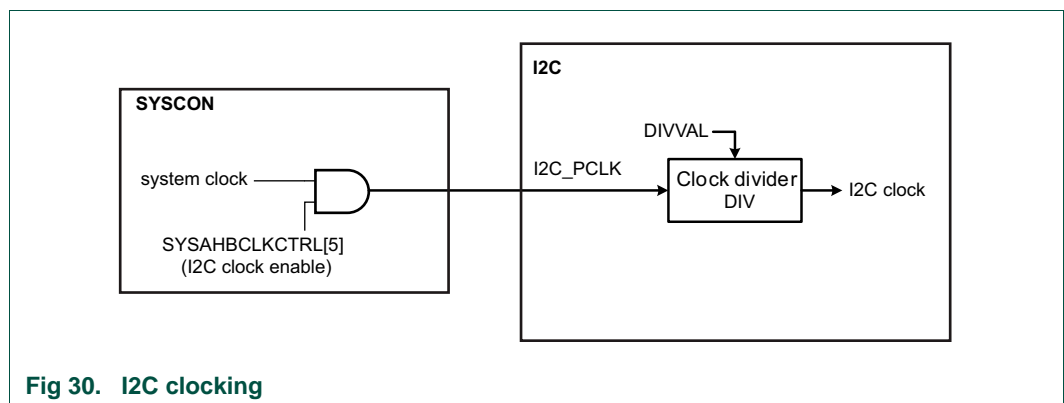 I2C
SYSCON
DIVVAL
system clock
I2C_PCLK
Clock divider
DIV
I2C clock
SYSAHBCLKCTRL[5]
(I2C clock enable)
Fig 30. I2C clocking